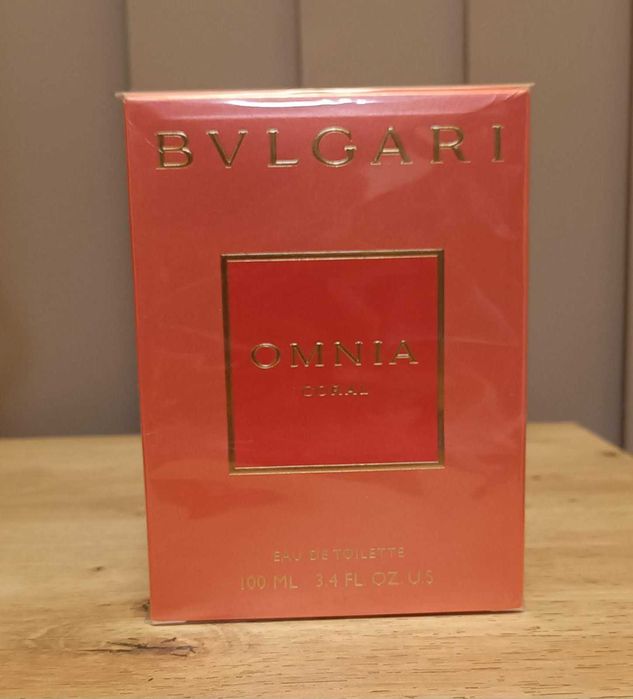 BVLGARI
OMNIA
CORAL
EAU DE TOILETTE
100 ML 3.4 FL. OZ. U.S